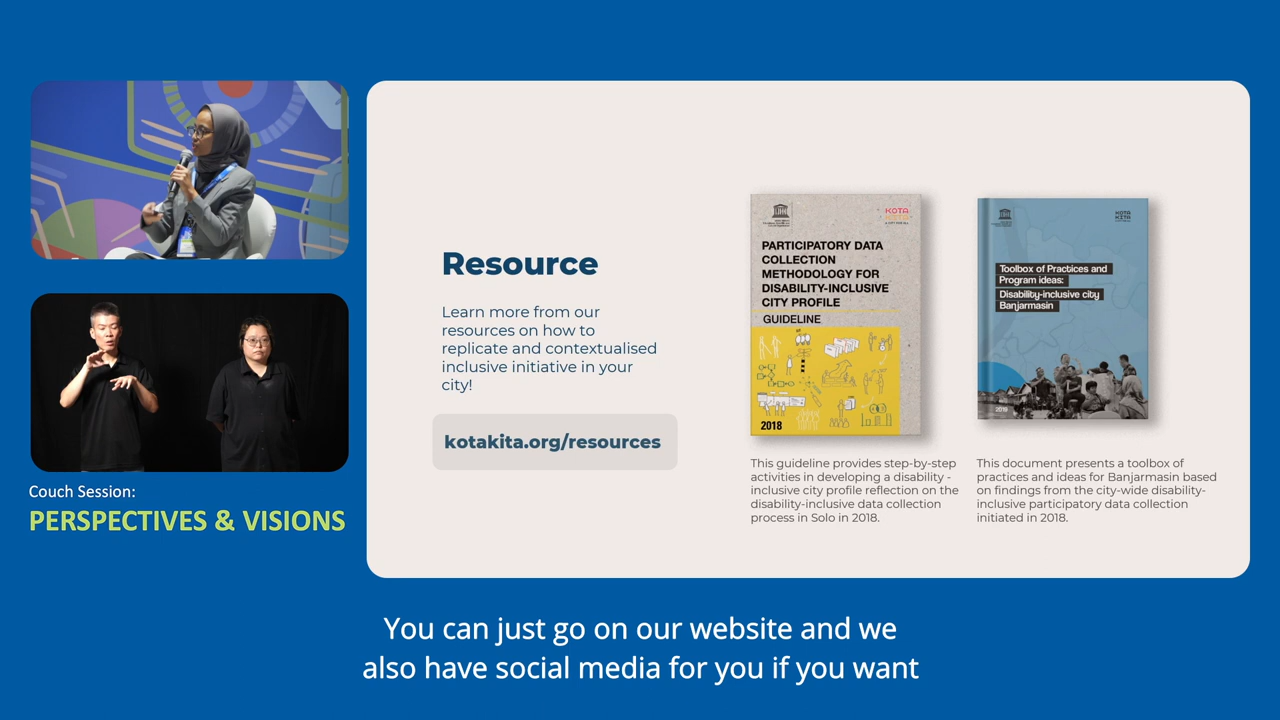 Couch Session:
PERSPECTIVES & VISIONS
Resource
Learn more from our
resources on how to
replicate and contextualised
inclusive initiative in your
city!
kotakita.org/resources
KOTA
KITA
PARTICIPATORY DATA
COLLECTION
METHODOLOGY FOR
DISABILITY-INCLUSIVE
CITY PROFILE
GUIDELINE
2018
This guideline provides step-by-step
activities in developing a disability -
inclusive city profile reflection on the
disability-inclusive data collection
process in Solo in 2018.
KOTA
KITA
Toolbox of Practices and
Program ideas:
Disability-inclusive city
Banjarmasin
2018
This document presents a toolbox of
practices and ideas for Banjarmasin based
on findings from the city-wide disability-
inclusive participatory data collection
initiated in 2018.
You can just go on our website and we
also have social media for you if you want